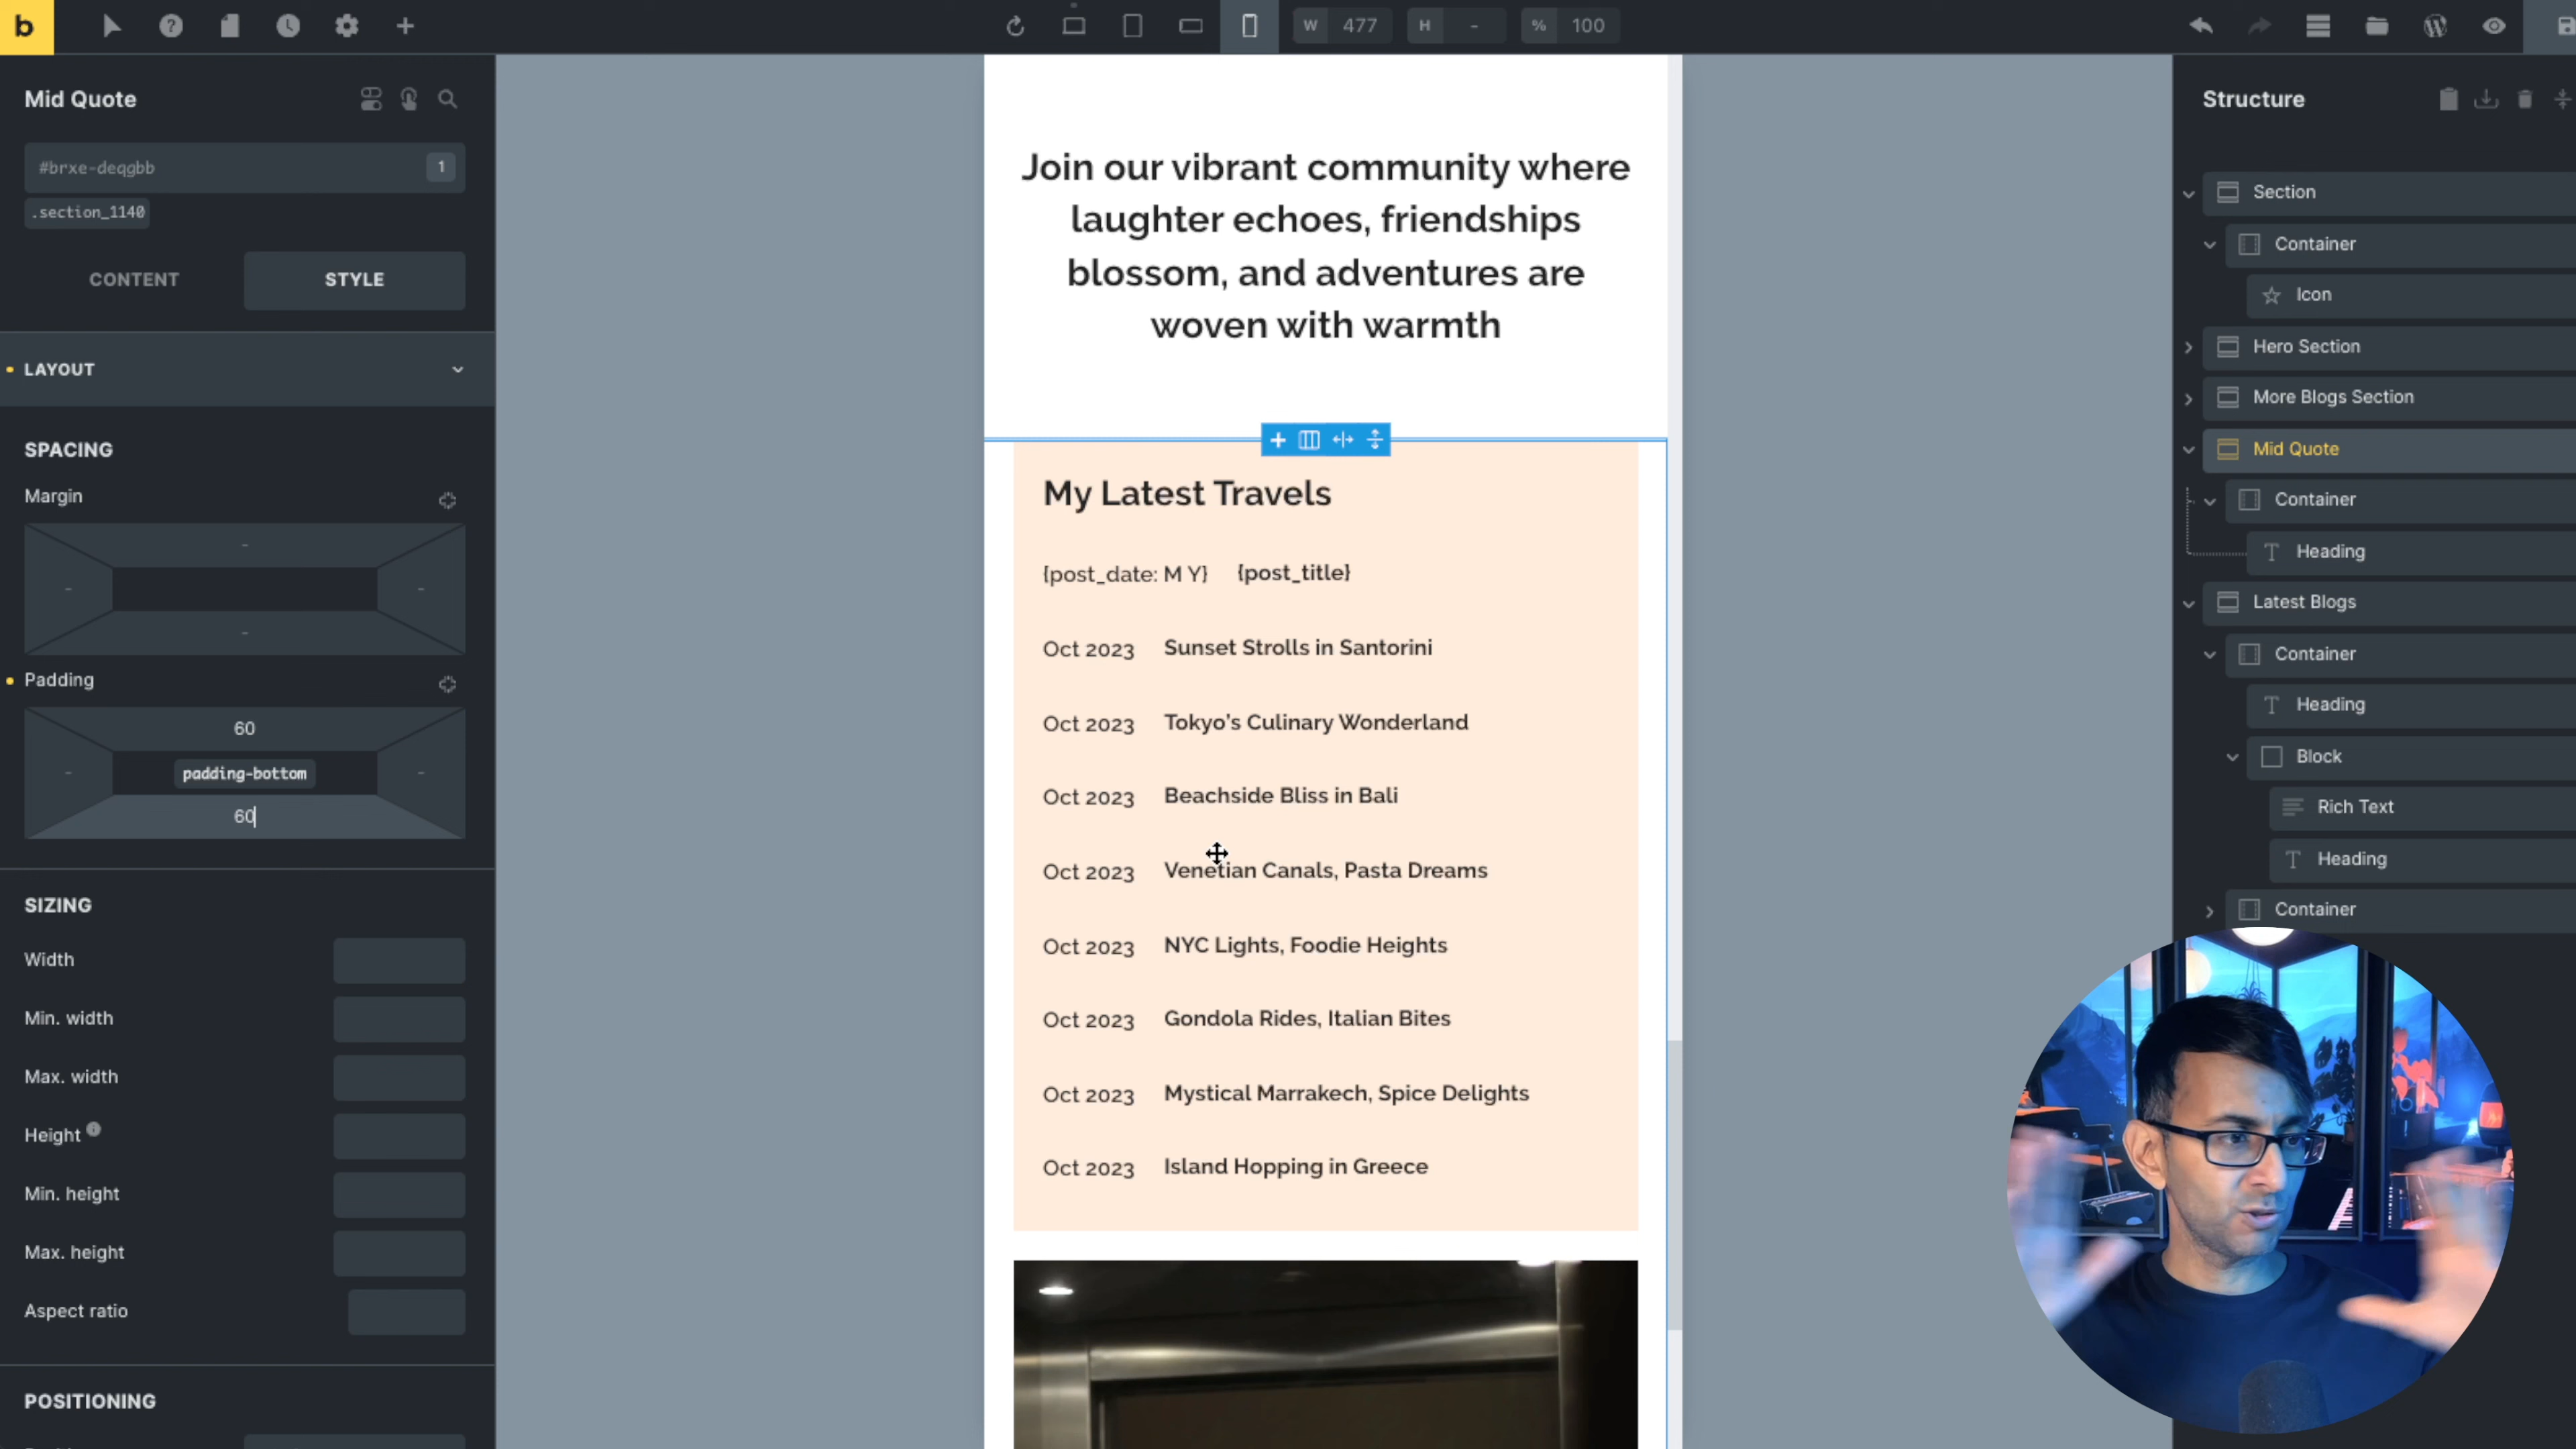 b
W 477
H -
% 100
Mid Quote
#brxe-deqgbb
1
.section_1140
CONTENT
STYLE
LAYOUT
SPACING
Margin
-
-
-
-
Padding
60
-
padding-bottom
-
60
SIZING
Width
Min. width
Max. width
Height
Min. height
Max. height
Aspect ratio
POSITIONING
Join our vibrant community where
laughter echoes, friendships
blossom, and adventures are
woven with warmth
My Latest Travels
{post_date: M Y} {post_title}
Oct 2023 Sunset Strolls in Santorini
Oct 2023 Tokyo's Culinary Wonderland
Oct 2023 Beachside Bliss in Bali
Oct 2023 Venetian Canals, Pasta Dreams
Oct 2023 NYC Lights, Foodie Heights
Oct 2023 Gondola Rides, Italian Bites
Oct 2023 Mystical Marrakech, Spice Delights
Oct 2023 Island Hopping in Greece
Structure
Section
Container
Icon
Hero Section
More Blogs Section
Mid Quote
Container
Heading
Latest Blogs
Container
Heading
Block
Rich Text
Heading
Container